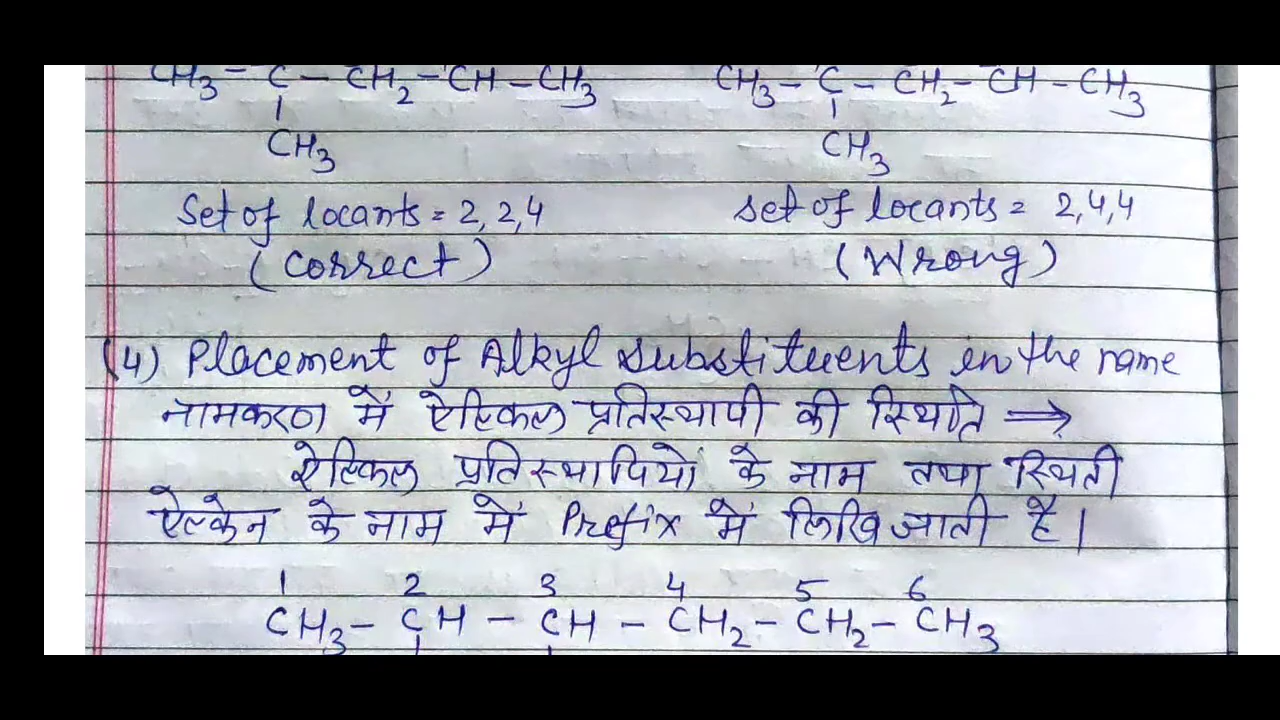 CH3 – C – CH2 – CH – CH3 CH3 – C – CH2 – CH – CH3
CH3 CH3
Set of locants = 2, 2, 4 Set of locants = 2, 4, 4
(Correct) (Wrong)
(4) Placement of Alkyl Substituents in the name
नामकरण में ऐल्किल प्रतिस्थापी की स्थिति ⇒
ऐल्किल प्रतिस्थापियों के नाम तथा स्थिती
ऐल्केन के नाम में Prefix में लिखि जाती है।
1 2 3 4 5 6
CH3 – CH – CH – CH2 – CH2 – CH3